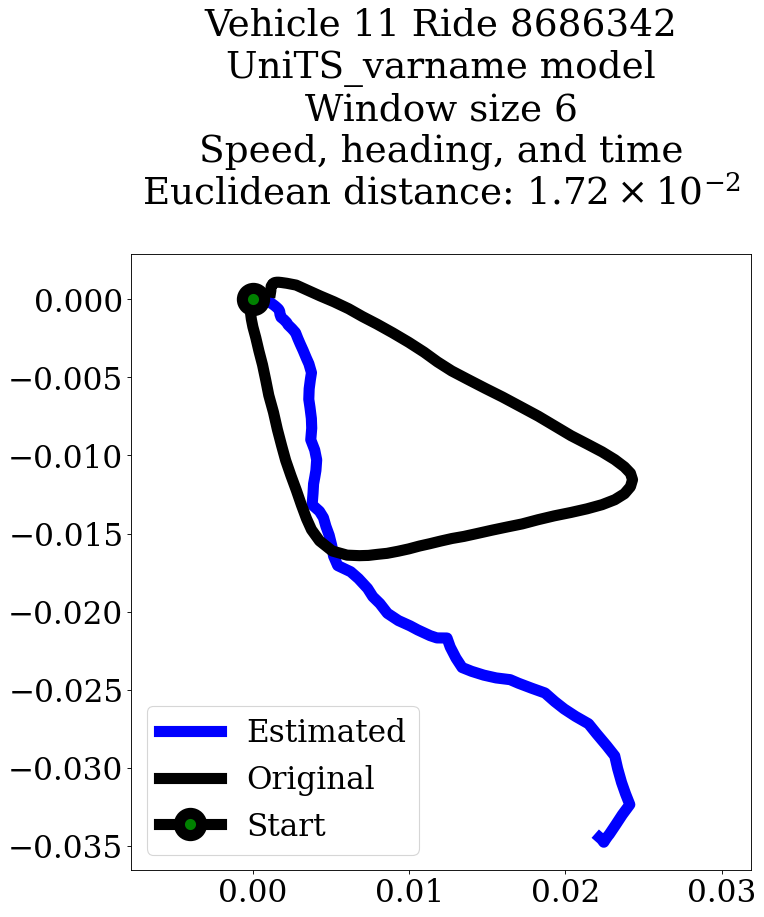 Vehicle 11 Ride 8686342
UniTS_varname model
Window size 6
Speed, heading, and time
Euclidean distance: 1.72 × 10⁻²
0.000
−0.005
−0.010
−0.015
−0.020
−0.025
−0.030
−0.035
Estimated
Original
Start
0.00 0.01 0.02 0.03